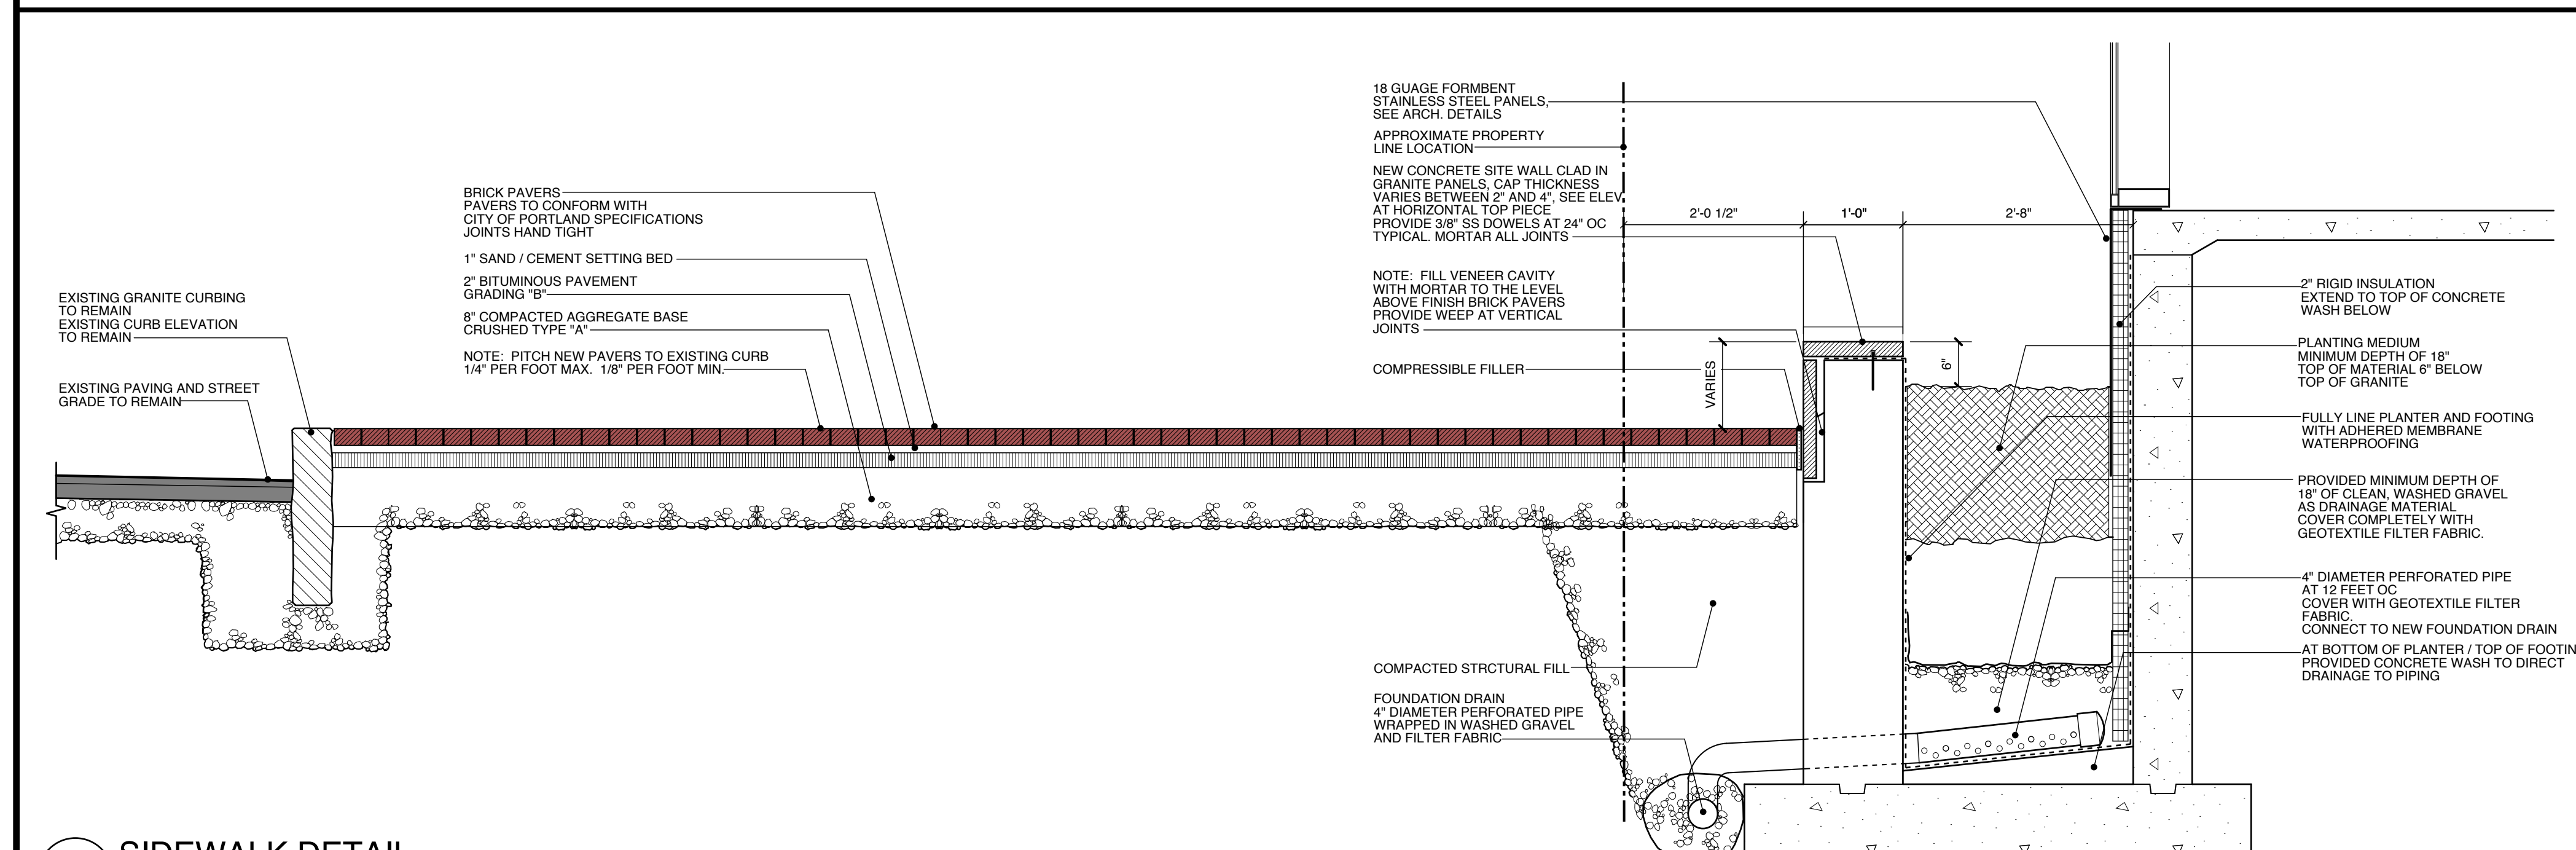 18 GUAGE FORMBENT
STAINLESS STEEL PANELS,
SEE ARCH. DETAILS
APPROXIMATE PROPERTY
LINE LOCATION
NEW CONCRETE SITE WALL CLAD IN
GRANITE PANELS, CAP THICKNESS
VARIES BETWEEN 2" AND 4", SEE ELEV
AT HORIZONTAL TOP PIECE
PROVIDE 3/8" SS DOWELS AT 24" OC
TYPICAL. MORTAR ALL JOINTS
NOTE: FILL VENEER CAVITY
WITH MORTAR TO THE LEVEL
ABOVE FINISH BRICK PAVERS
PROVIDE WEEP AT VERTICAL
JOINTS
COMPRESSIBLE FILLER
BRICK PAVERS
PAVERS TO CONFORM WITH
CITY OF PORTLAND SPECIFICATIONS
JOINTS HAND TIGHT
1" SAND / CEMENT SETTING BED
2" BITUMINOUS PAVEMENT
GRADING "B"
8" COMPACTED AGGREGATE BASE
CRUSHED TYPE "A"
NOTE: PITCH NEW PAVERS TO EXISTING CURB
1/4" PER FOOT MAX. 1/8" PER FOOT MIN.
EXISTING GRANITE CURBING
TO REMAIN
EXISTING CURB ELEVATION
TO REMAIN
EXISTING PAVING AND STREET
GRADE TO REMAIN
2'-0 1/2"
1'-0"
2'-8"
VARIES
6"
2" RIGID INSULATION
EXTEND TO TOP OF CONCRETE
WASH BELOW
PLANTING MEDIUM
MINIMUM DEPTH OF 18"
TOP OF MATERIAL 6" BELOW
TOP OF GRANITE
FULLY LINE PLANTER AND FOOTING
WITH ADHERED MEMBRANE
WATERPROOFING
PROVIDED MINIMUM DEPTH OF
18" OF CLEAN, WASHED GRAVEL
AS DRAINAGE MATERIAL
COVER COMPLETELY WITH
GEOTEXTILE FILTER FABRIC.
4" DIAMETER PERFORATED PIPE
AT 12 FEET OC
COVER WITH GEOTEXTILE FILTER
FABRIC.
CONNECT TO NEW FOUNDATION DRAIN
AT BOTTOM OF PLANTER / TOP OF FOOTIN
PROVIDED CONCRETE WASH TO DIRECT
DRAINAGE TO PIPING
COMPACTED STRCTURAL FILL
FOUNDATION DRAIN
4" DIAMETER PERFORATED PIPE
WRAPPED IN WASHED GRAVEL
AND FILTER FABRIC
SIDEWALK DETAIL